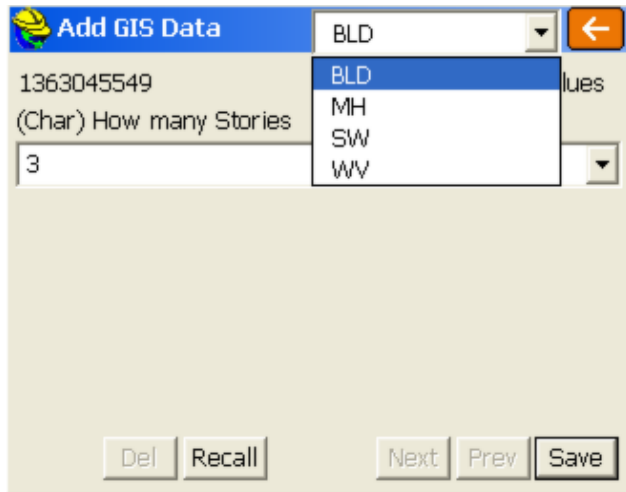 Add GIS Data
BLD
1363045549
lues
(Char) How many Stories
BLD
MH
SW
WV
3
Del
Recall
Next
Prev
Save